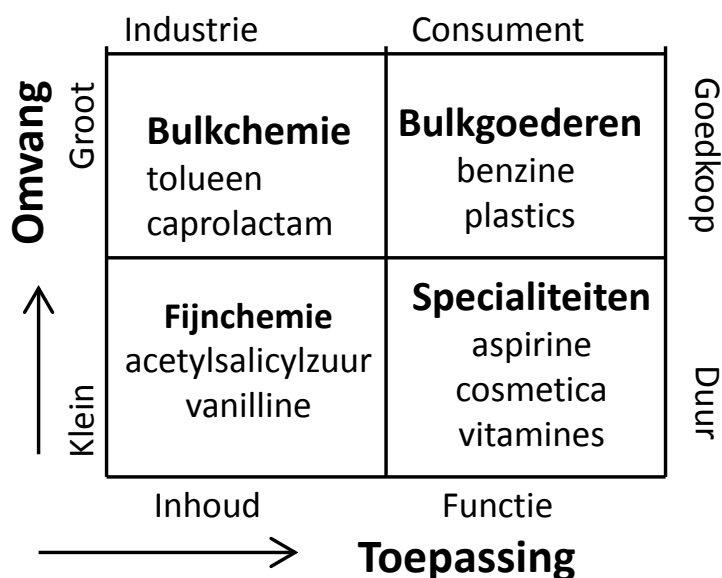 Industrie
Consument
Omvang
Groot
Klein
Bulkchemie
tolueen
caprolactam
Bulkgoederen
benzine
plastics
Goedkoop
Fijnchemie
acetylsalicylzuur
vanilline
Specialiteiten
aspirine
cosmetica
vitamines
Duur
Inhoud
Functie
Toepassing